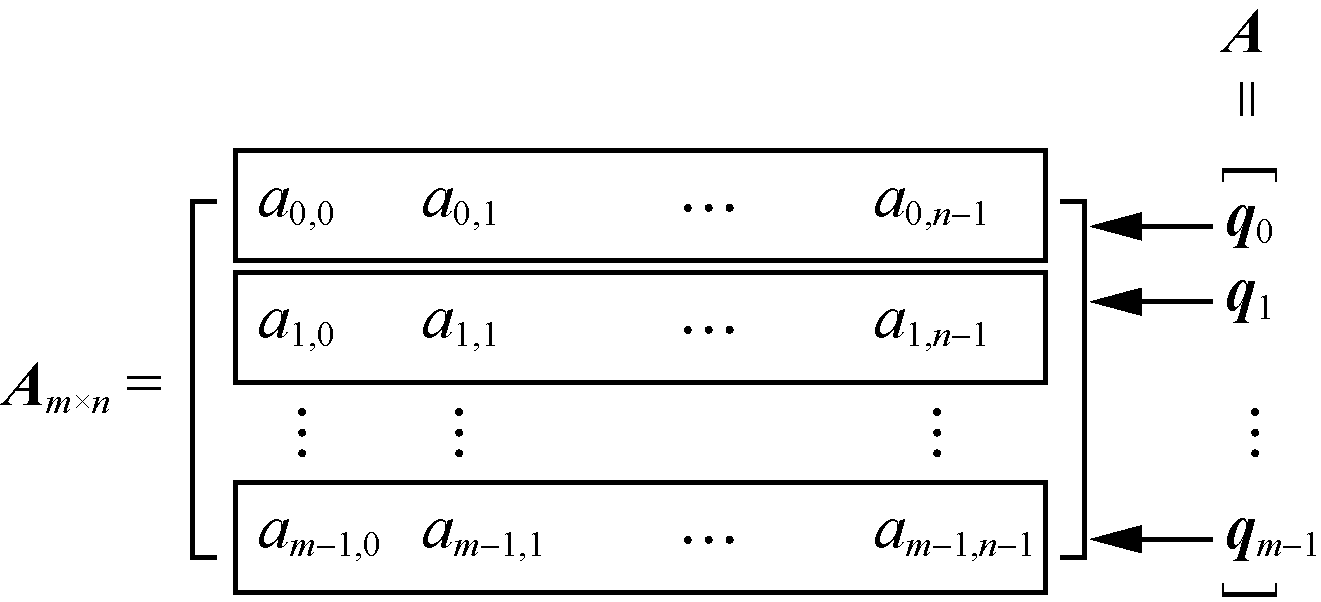 A
=
a0,0 a0,1 ⋯ a0,n−1 q0
a1,0 a1,1 ⋯ a1,n−1 q1
Am×n =
⋮ ⋮ ⋮ ⋮
am−1,0 am−1,1 ⋯ am−1,n−1 qm−1